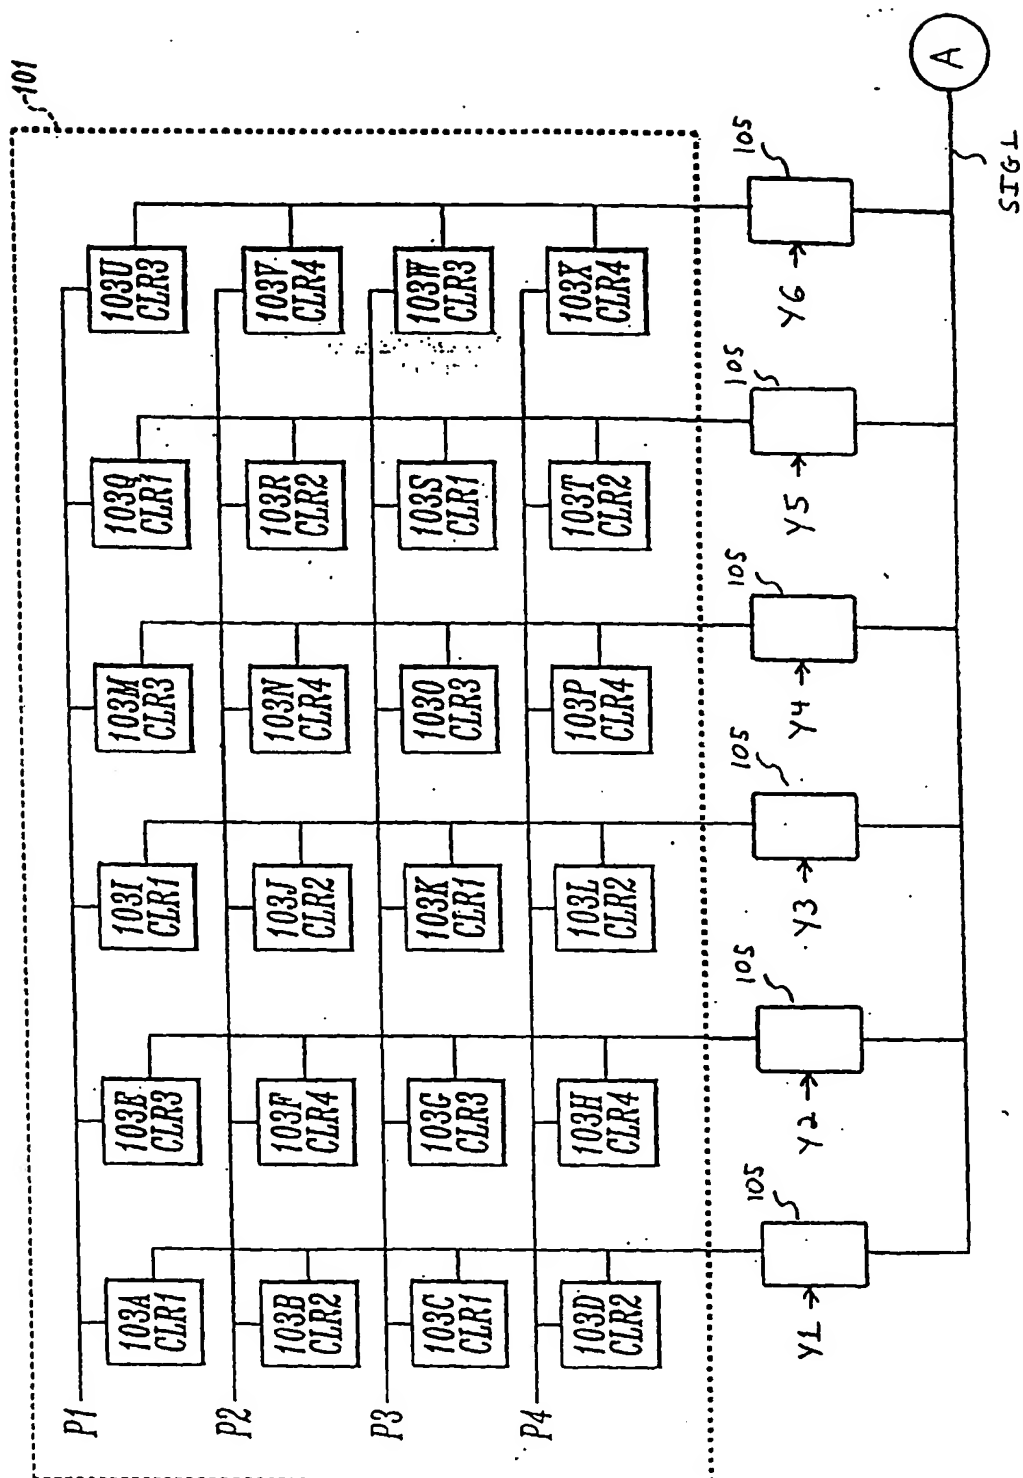 101
P1
103A
CLR1
103E
CLR3
103I
CLR1
103M
CLR3
103Q
CLR1
103U
CLR3
P2
103B
CLR2
103F
CLR4
103J
CLR2
103N
CLR4
103R
CLR2
103V
CLR4
P3
103C
CLR1
103G
CLR3
103K
CLR1
103O
CLR3
103S
CLR1
103W
CLR3
P4
103D
CLR2
103H
CLR4
103L
CLR2
103P
CLR4
103T
CLR2
103X
CLR4
105
105
105
105
105
105
Y1
Y2
Y3
Y4
Y5
Y6
A
SIG1